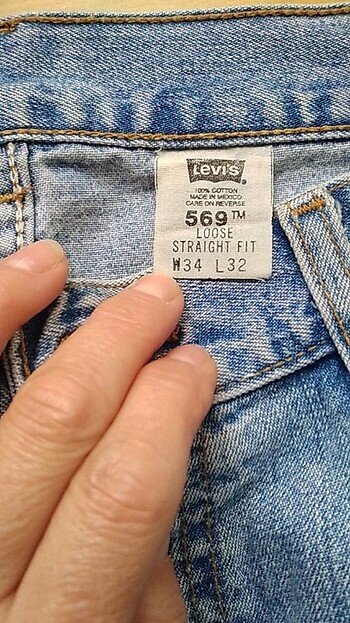 Levi's®
100% COTTON
MADE IN MEXICO
CARE ON REVERSE
569™
LOOSE
STRAIGHT FIT
W34 L32